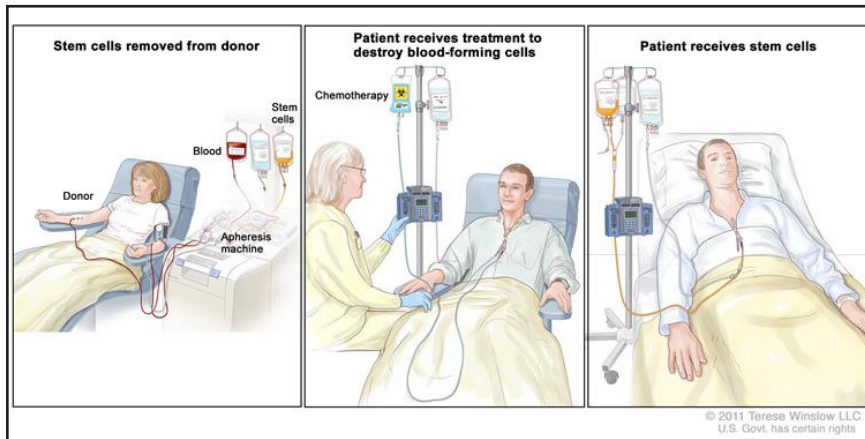 Stem cells removed from donor
Stem
cells
Blood
Donor
Apheresis
machine
Patient receives treatment to
destroy blood-forming cells
Chemotherapy
Patient receives stem cells
© 2011 Terese Winslow LLC
U.S. Govt. has certain rights